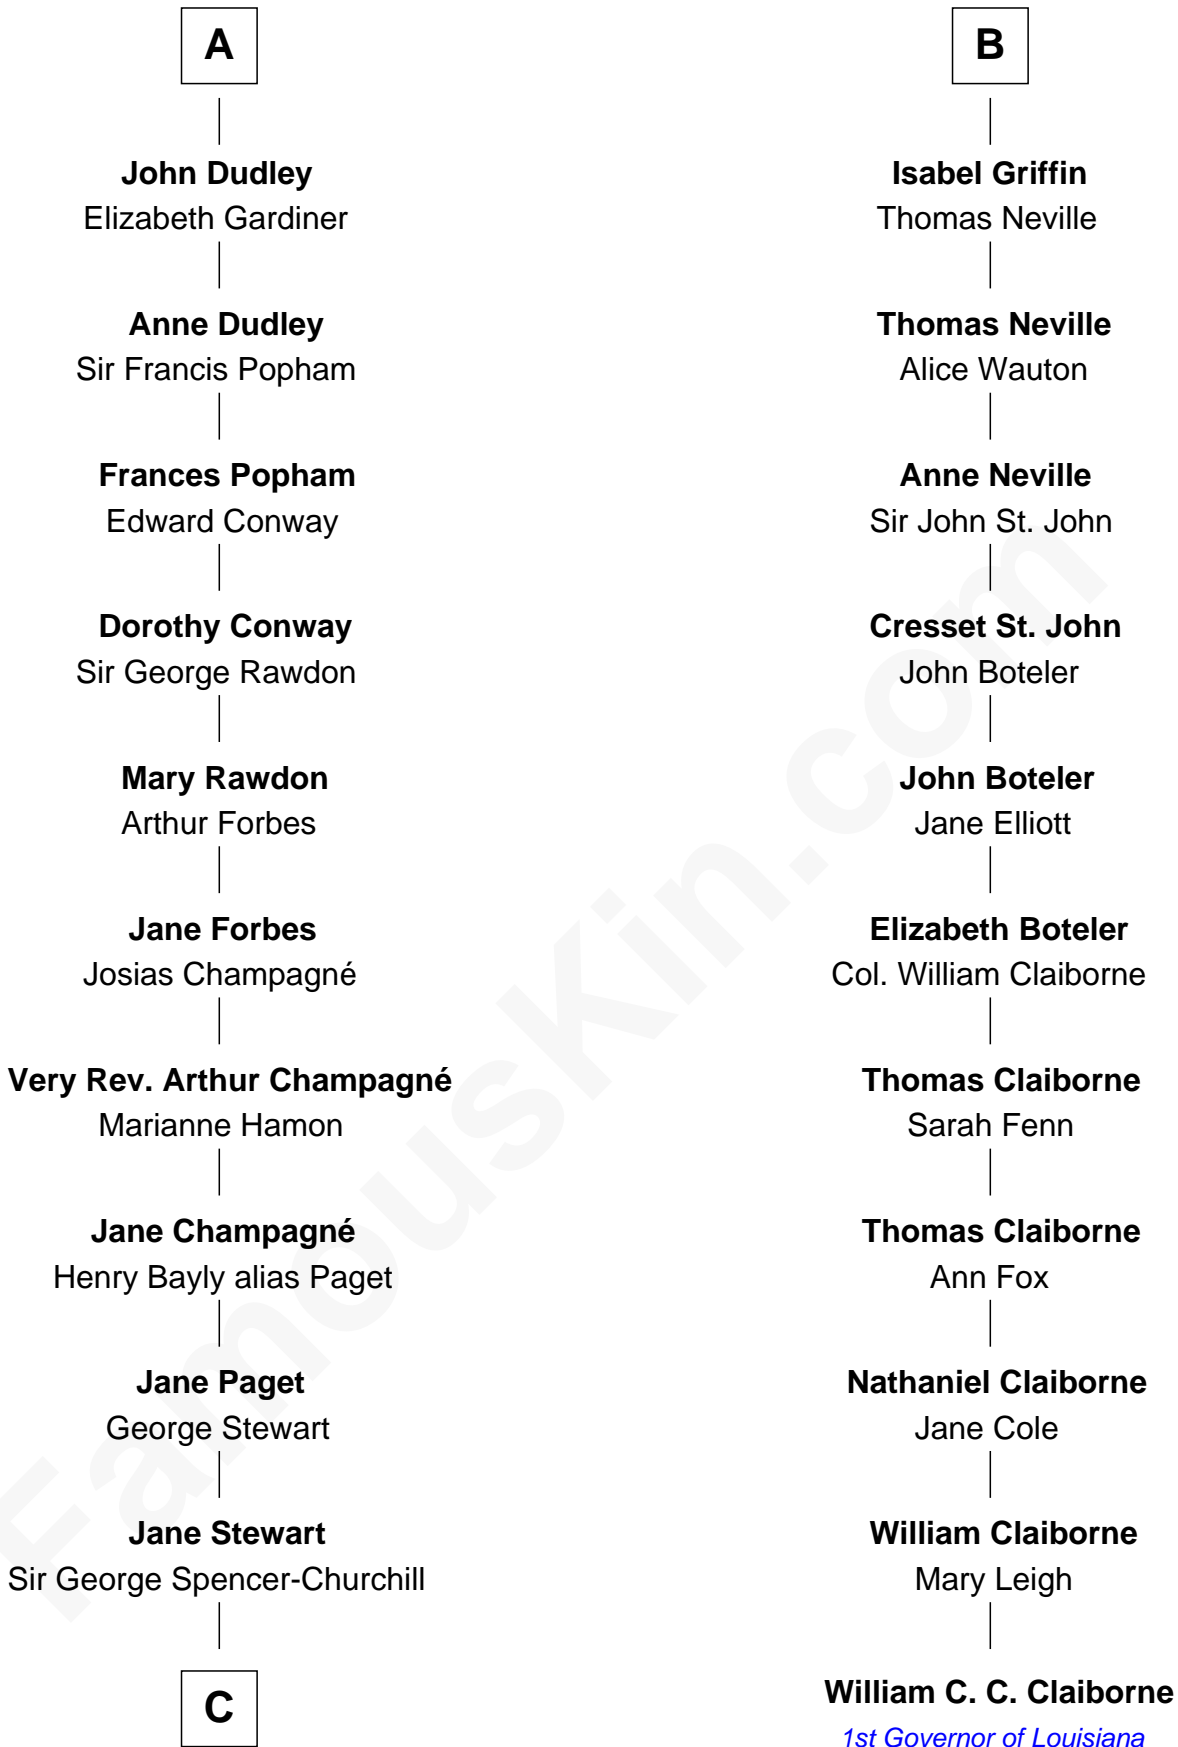 A
John Dudley
Elizabeth Gardiner
Anne Dudley
Sir Francis Popham
Frances Popham
Edward Conway
Dorothy Conway
Sir George Rawdon
Mary Rawdon
Arthur Forbes
Jane Forbes
Josias Champagné
Very Rev. Arthur Champagné
Marianne Hamon
Jane Champagné
Henry Bayly alias Paget
Jane Paget
George Stewart
Jane Stewart
Sir George Spencer-Churchill
C
B
Isabel Griffin
Thomas Neville
Thomas Neville
Alice Wauton
Anne Neville
Sir John St. John
Cresset St. John
John Boteler
John Boteler
Jane Elliott
Elizabeth Boteler
Col. William Claiborne
Thomas Claiborne
Sarah Fenn
Thomas Claiborne
Ann Fox
Nathaniel Claiborne
Jane Cole
William Claiborne
Mary Leigh
William C. C. Claiborne
1st Governor of Louisiana
FamousKin.com